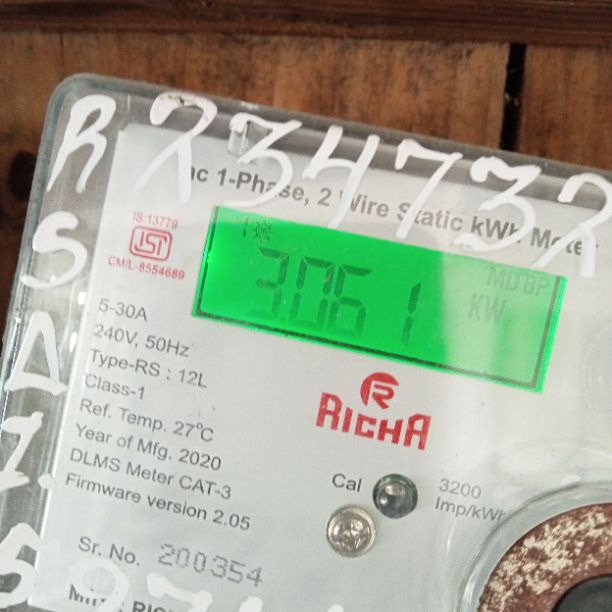 R 234732
ac 1-Phase, 2 Wire Static kWh Meter
IS:13779
ISI
CM/L-8554689
1
3.061
MD BP
KW
5-30A
240V, 50Hz
Type-RS : 12L
Class-1
Ref. Temp. 27°C
Year of Mfg. 2020
DLMS Meter CAT-3
Firmware version 2.05
R
RICHA
Cal
3200
Imp/kWh
Sr. No. 200354